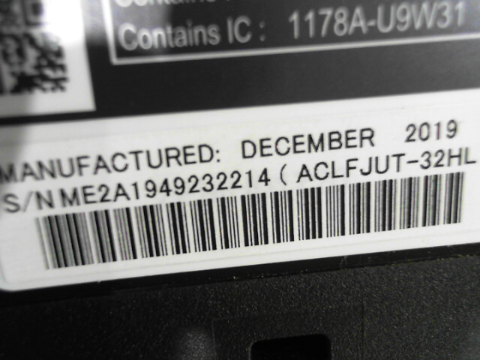 Contains IC : 1178A-U9W31
MANUFACTURED: DECEMBER 2019
S/N ME2A1949232214 ( ACLFJUT-32HL